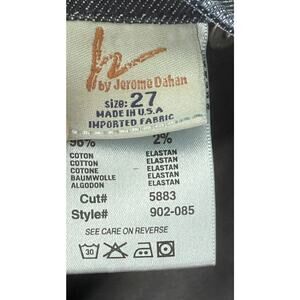 by Jerome Dahan
SIZE: 27
MADE IN U.S.A
IMPORTED FABRIC
98% 2%
COTON ELASTAN
COTTON ELASTAN
COTONE ELASTAN
BAUMWOLLE ELASTAN
ALGODON ELASTAN
Cut# 5883
Style# 902-085
SEE CARE ON REVERSE
30